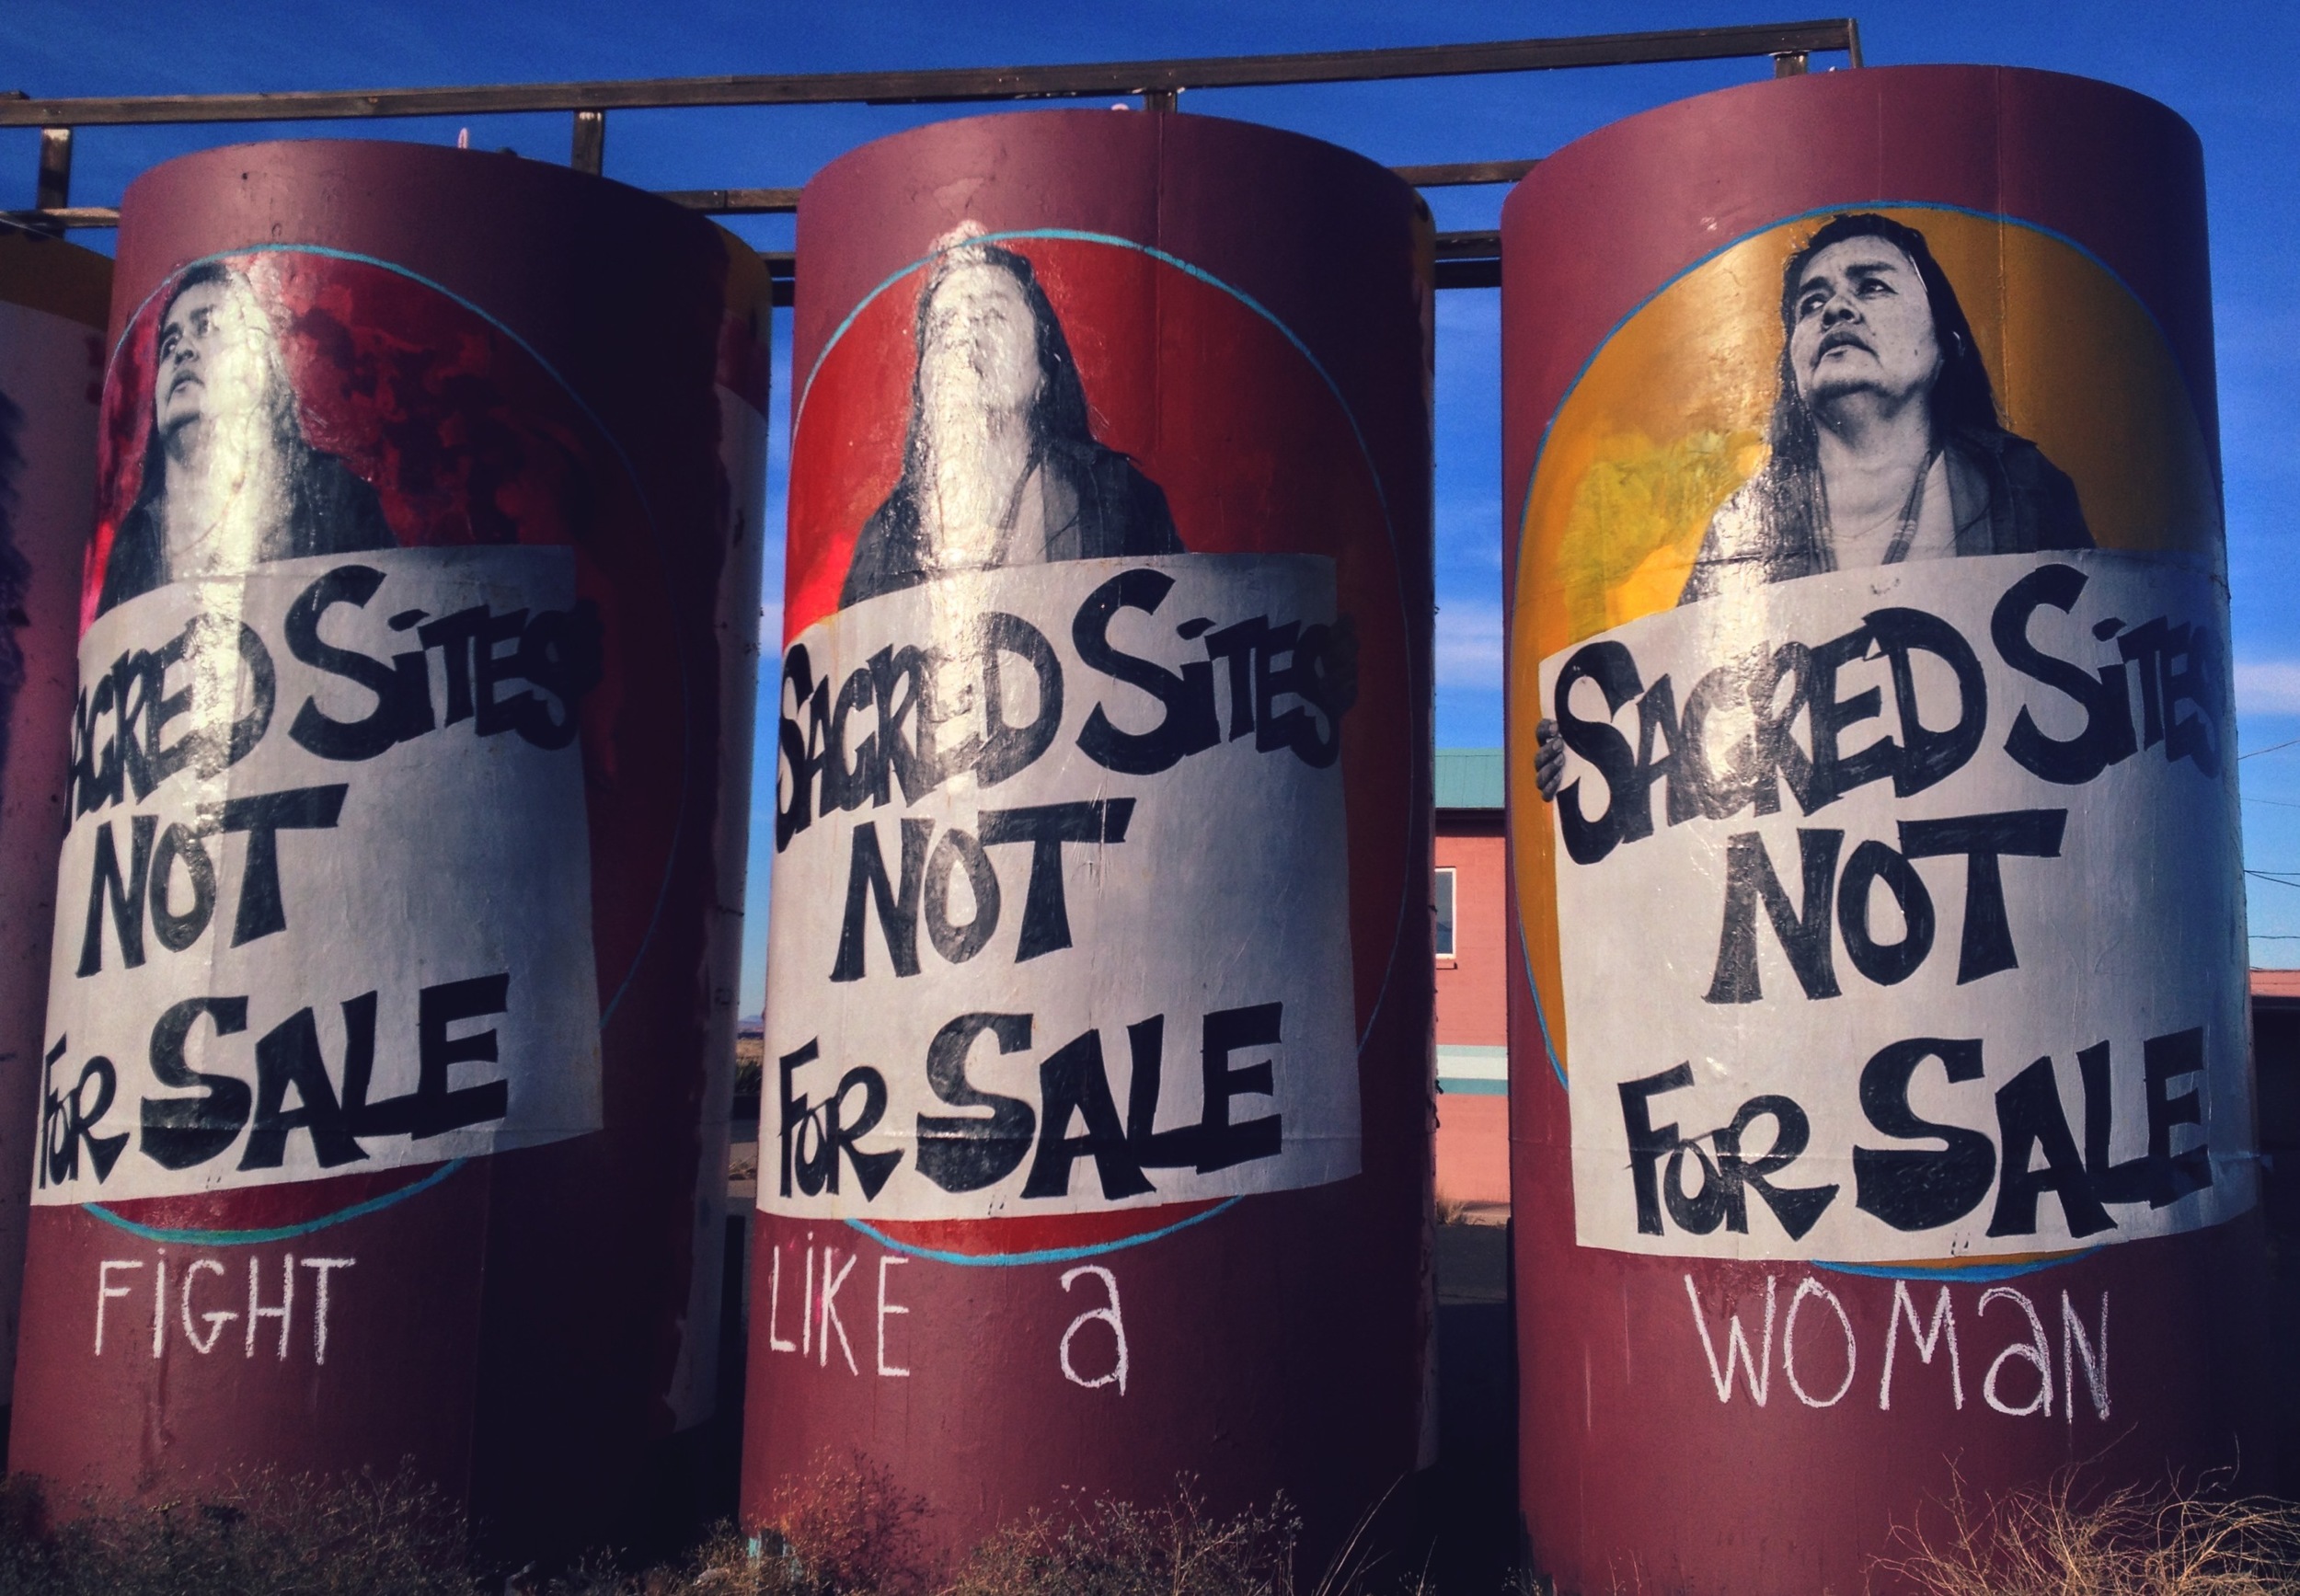 SACRED SiTES
NOT
FOR SALE
FiGHT
SACRED SiTES
NOT
FOR SALE
LiKE a
SACRED SiTES
NOT
FOR SALE
WOMaN